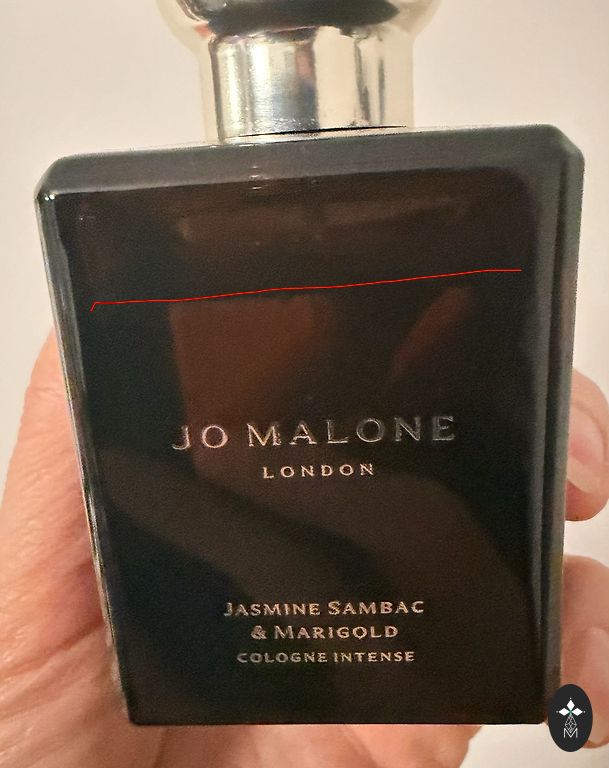 JO MALONE
LONDON
JASMINE SAMBAC
& MARIGOLD
COLOGNE INTENSE
M